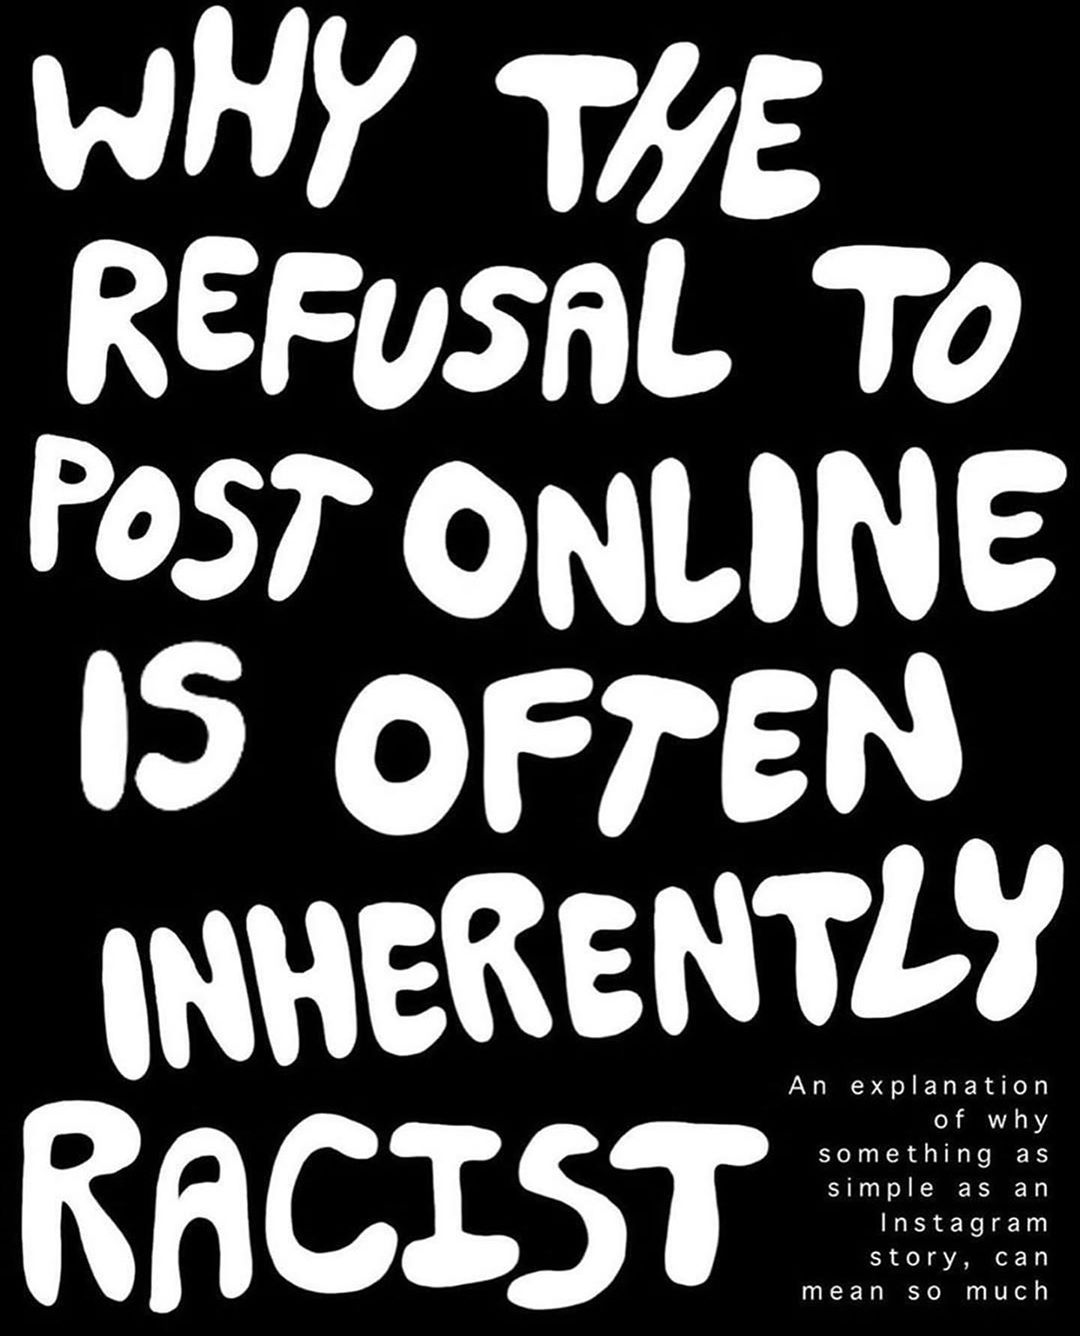 WHY THE
REFUSAL TO
POST ONLINE
IS OFTEN
INHERENTLY
RACIST
An explanation
of why
something as
simple as an
Instagram
story, can
mean so much